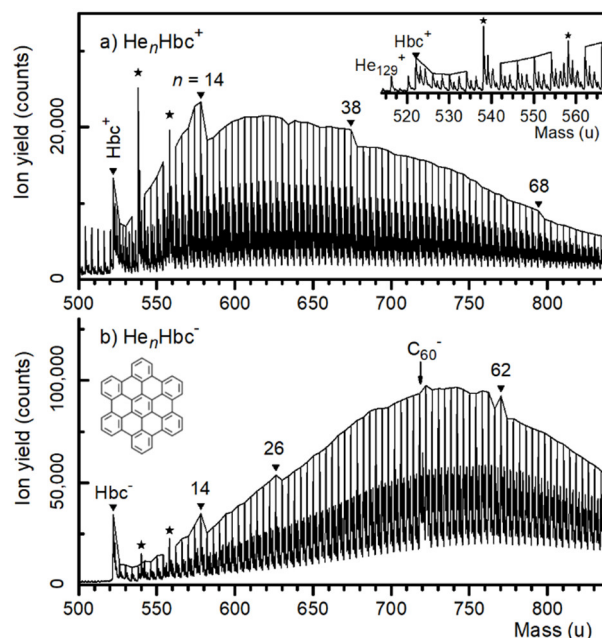 a) HeₙHbc⁺
Hbc⁺
He₁₂₉⁺
520 530 540 550 560
Mass (u)
★
★
n = 14
38
68
Hbc⁺
★
★
Ion yield (counts)
20,000
0
500 550 600 650 700 750 800
b) HeₙHbc⁻
C₆₀⁻
62
26
14
Hbc⁻
★
★
Ion yield (counts)
100,000
50,000
0
500 550 600 650 700 750 800
Mass (u)